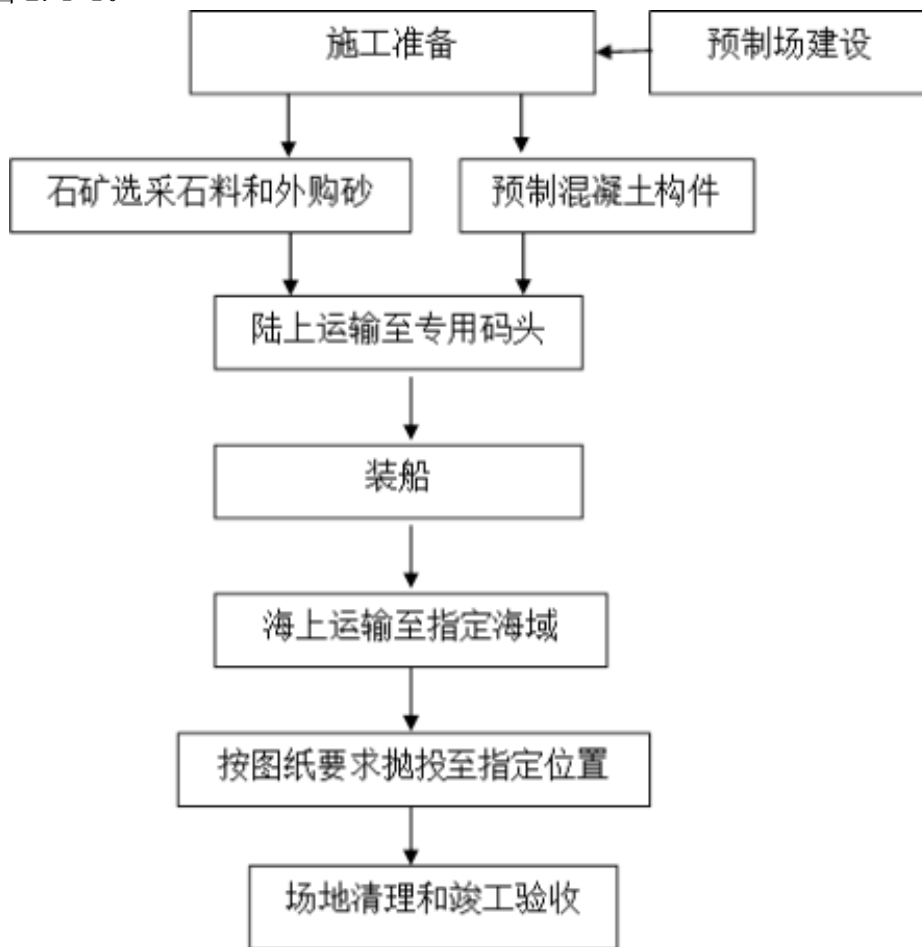 施工准备
预制场建设
石矿选采石料和外购砂
预制混凝土构件
陆上运输至专用码头
装船
海上运输至指定海域
按图纸要求抛投至指定位置
场地清理和竣工验收